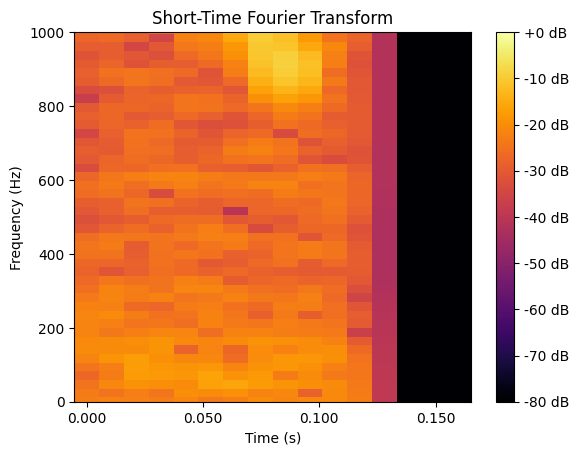 Short-Time Fourier Transform
Frequency (Hz)
1000
800
600
400
200
0
0.000
0.050
0.100
0.150
Time (s)
+0 dB
-10 dB
-20 dB
-30 dB
-40 dB
-50 dB
-60 dB
-70 dB
-80 dB